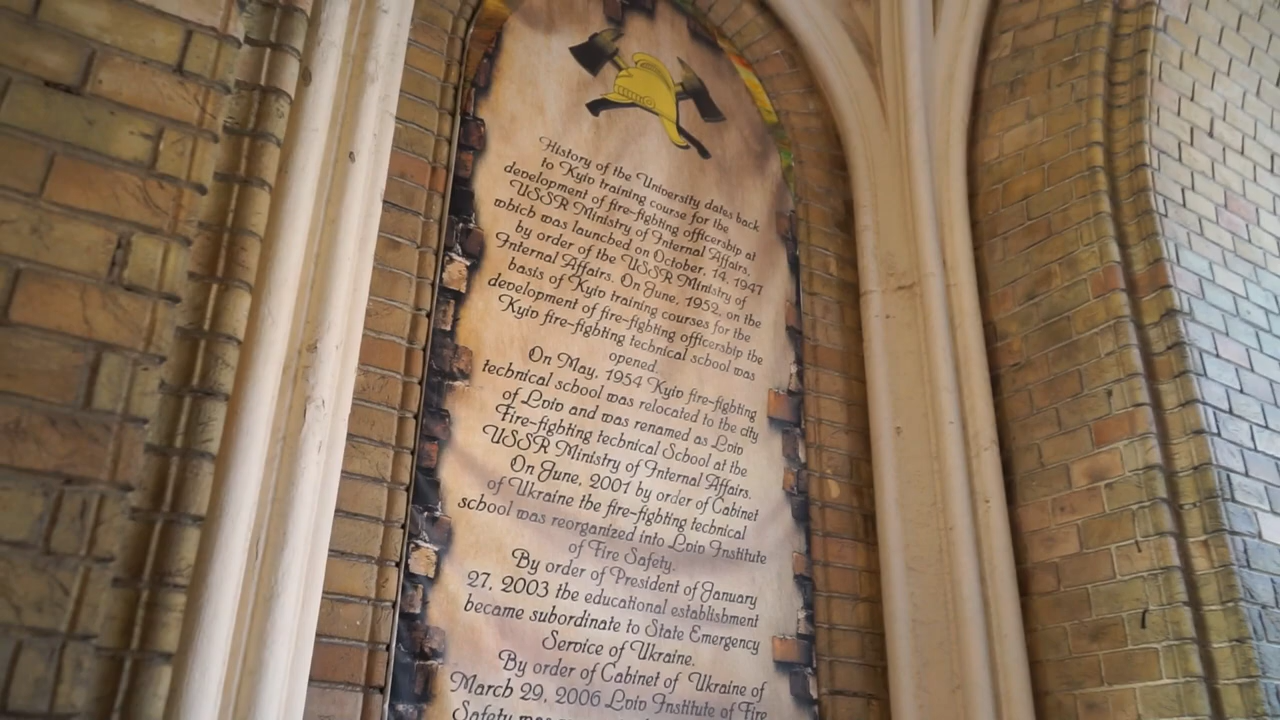 History of the University dates back
to Kyiv training course for the
development of fire-fighting officership at
USSR Ministry of Internal Affairs,
which was launched on October, 14, 1947
by order of the USSR Ministry of
Internal Affairs. On June, 1952, on the
basis of Kyiv training courses for the
development of fire-fighting officership the
Kyiv fire-fighting technical school was
opened.
On May, 1954 Kyiv fire-fighting
technical school was relocated to the city
of Lviv and was renamed as Lviv
Fire-fighting technical School at the
USSR Ministry of Internal Affairs.
On June, 2001 by order of Cabinet
of Ukraine the fire-fighting technical
school was reorganized into Lviv Institute
of Fire Safety.
By order of President of January
27, 2003 the educational establishment
became subordinate to State Emergency
Service of Ukraine.
By order of Cabinet of Ukraine of
March 29, 2006 Lviv Institute of Fire
Safety was